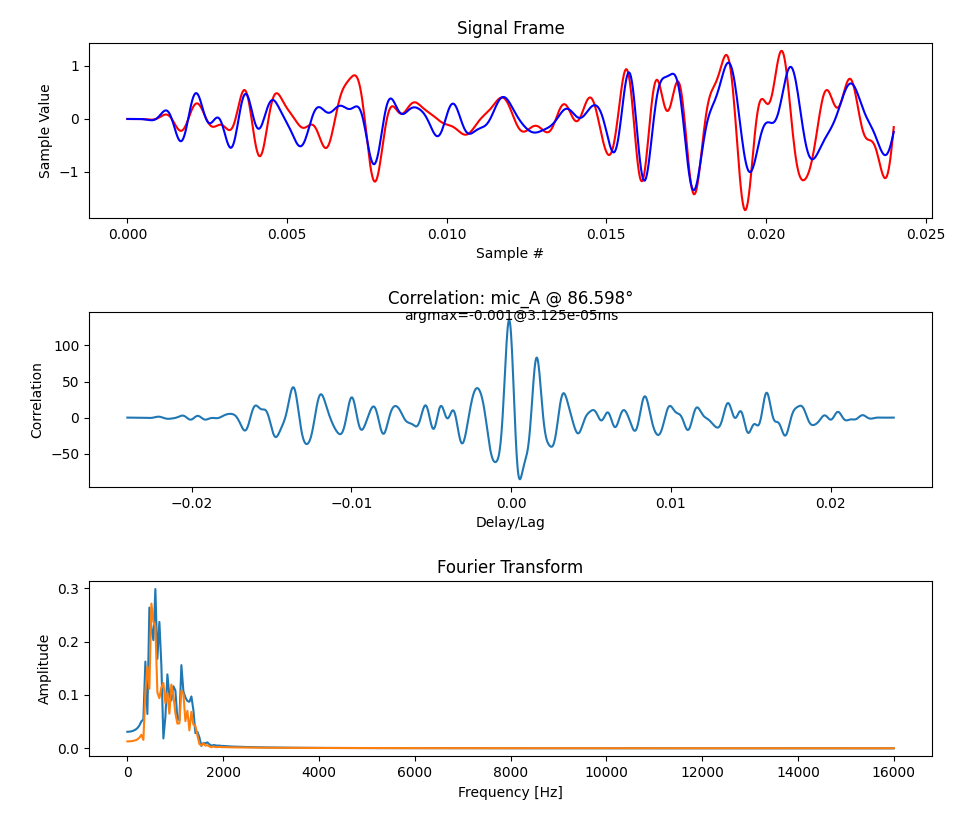 Signal Frame
1
0
−1
Sample Value
0.000 0.005 0.010 0.015 0.020 0.025
Sample #
Correlation: mic_A @ 86.598°
argmax=-0.001@3.125e-05ms
100
50
0
−50
Correlation
−0.02 −0.01 0.00 0.01 0.02
Delay/Lag
Fourier Transform
0.3
0.2
0.1
0.0
Amplitude
0 2000 4000 6000 8000 10000 12000 14000 16000
Frequency [Hz]